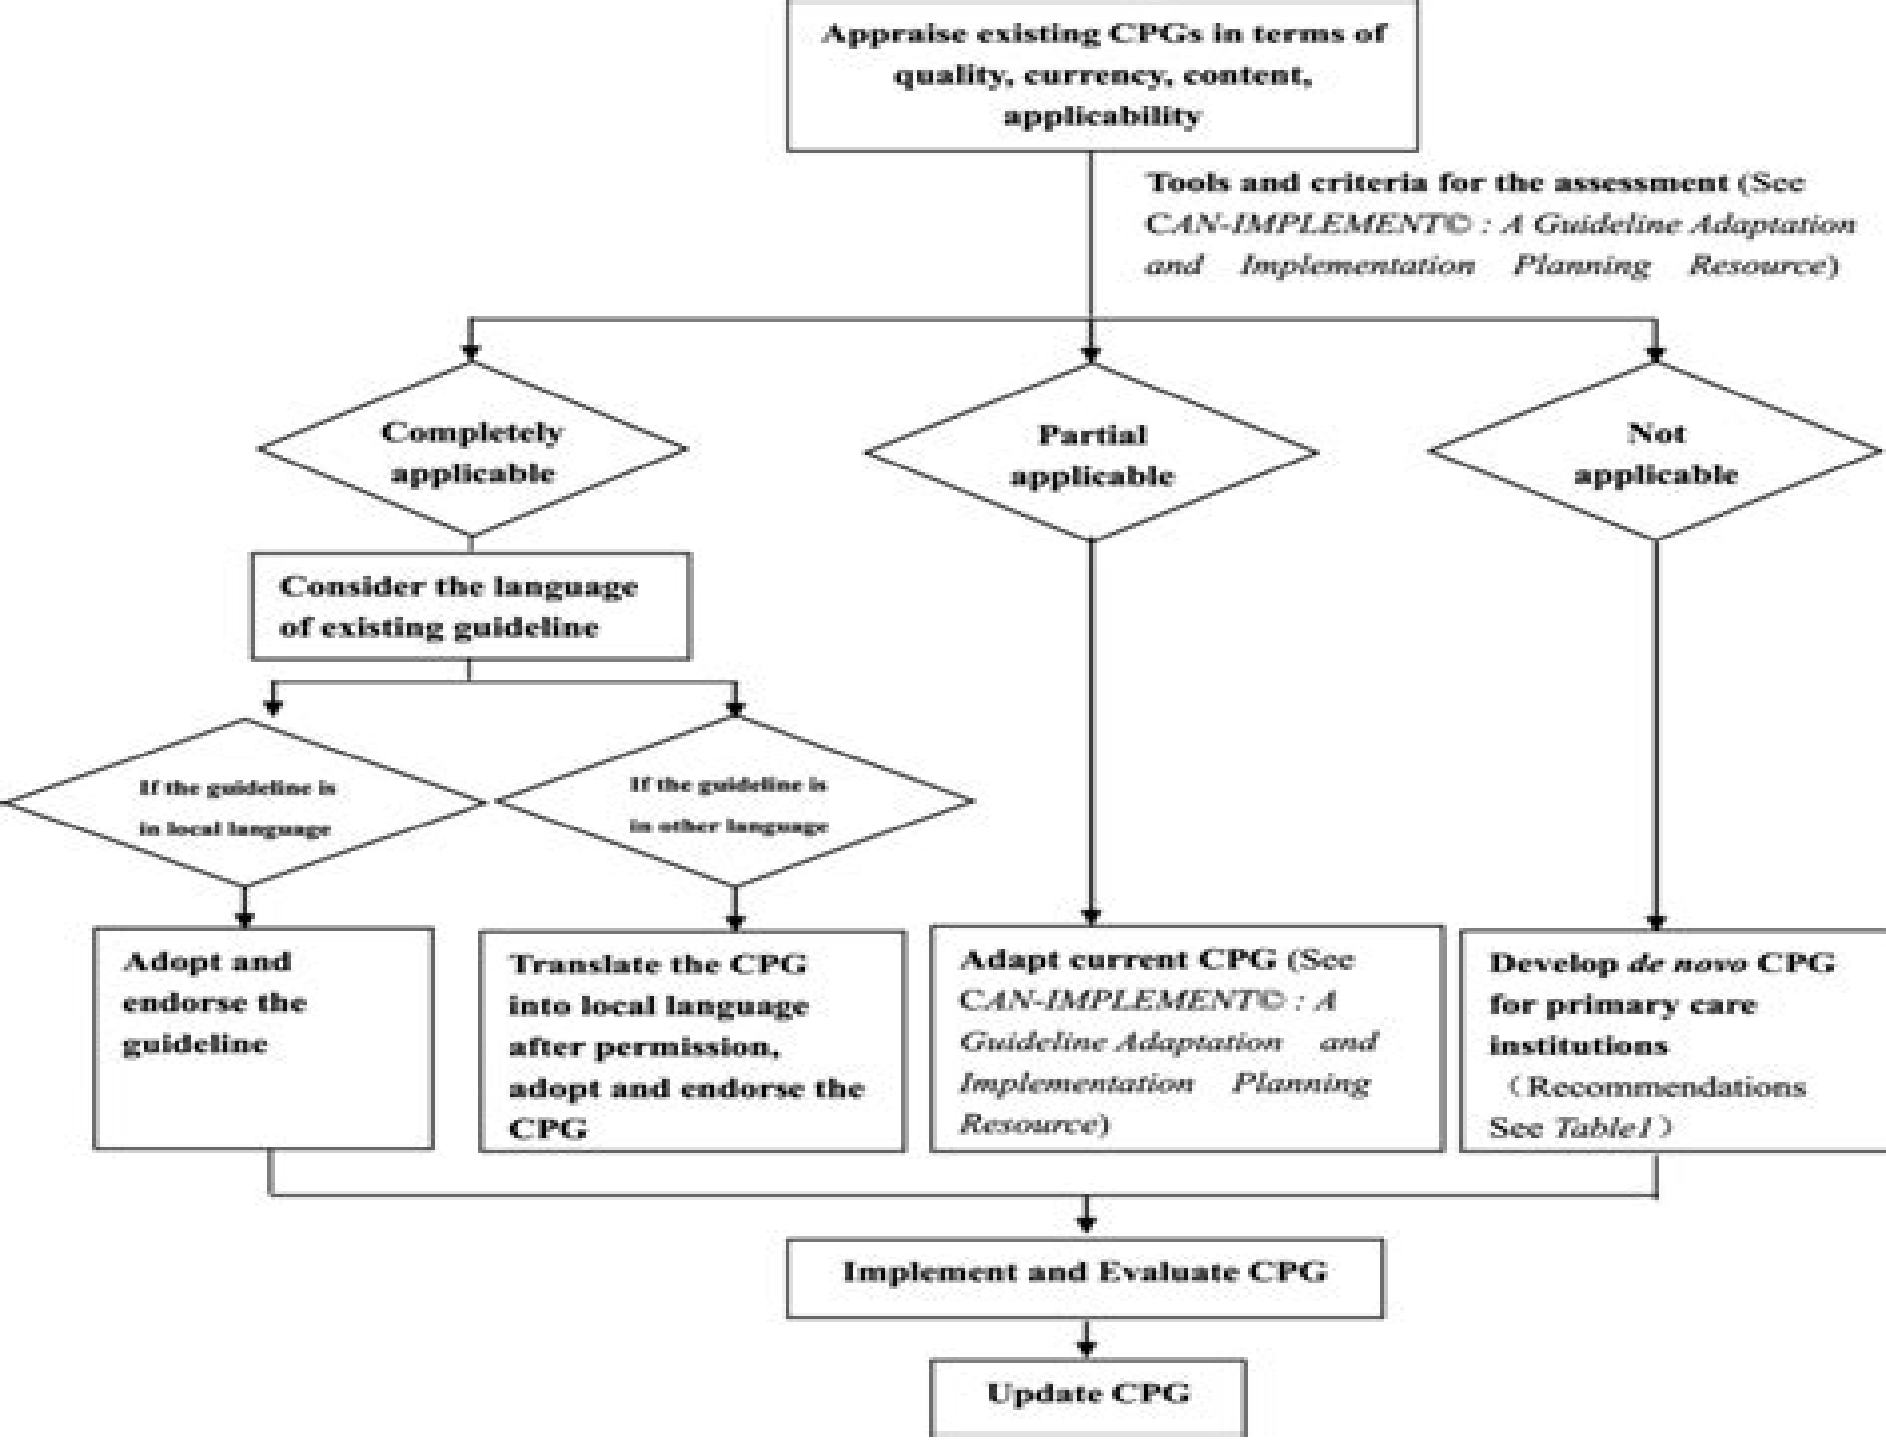 Appraise existing CPGs in terms of
quality, currency, content,
applicability
Tools and criteria for the assessment (See
CAN-IMPLEMENT© : A Guideline Adaptation
and Implementation Planning Resource)
Completely
applicable
Partial
applicable
Not
applicable
Consider the language
of existing guideline
If the guideline is
in local language
If the guideline is
in other language
Adopt and
endorse the
guideline
Translate the CPG
into local language
after permission,
adopt and endorse the
CPG
Adapt current CPG (See
CAN-IMPLEMENT© : A
Guideline Adaptation and
Implementation Planning
Resource)
Develop de novo CPG
for primary care
institutions
（Recommendations
See Table1）
Implement and Evaluate CPG
Update CPG